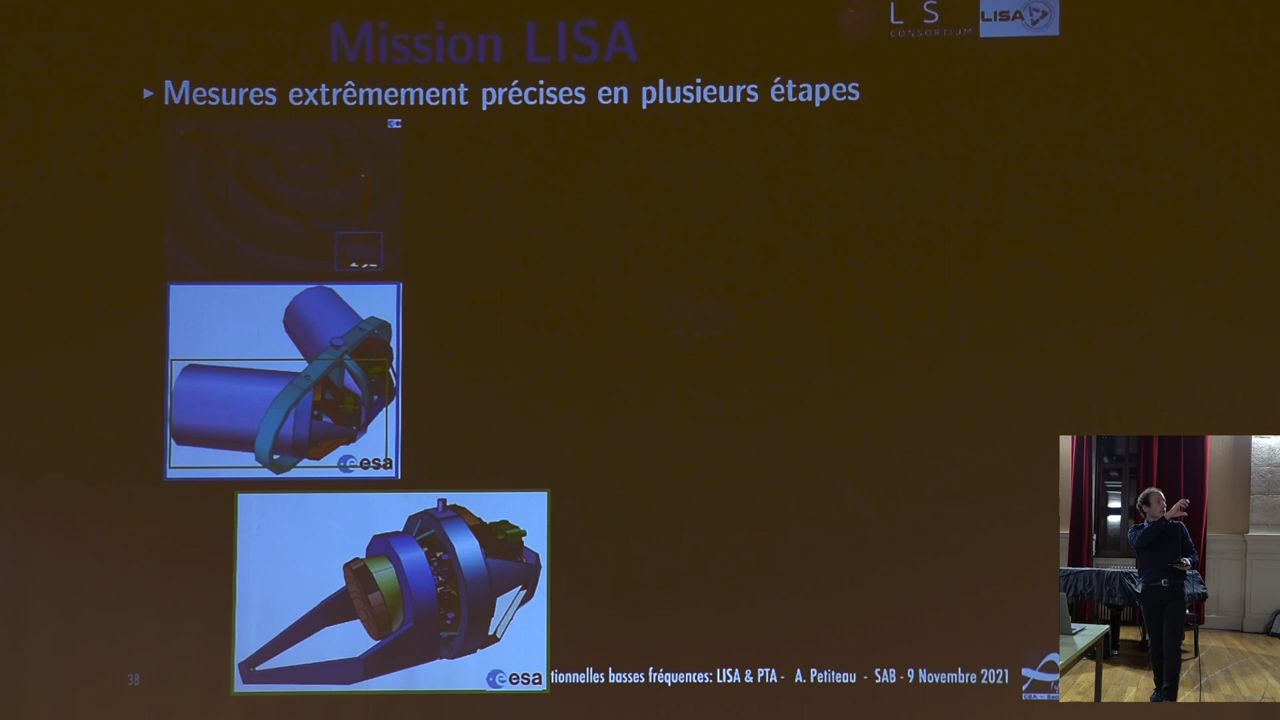 Mission LISA
L S
CONSORTIUM
LISA
▸ Mesures extrêmement précises en plusieurs étapes
esa
esa
38
tionnelles basses fréquences: LISA & PTA - A. Petiteau - SAB - 9 Novembre 2021